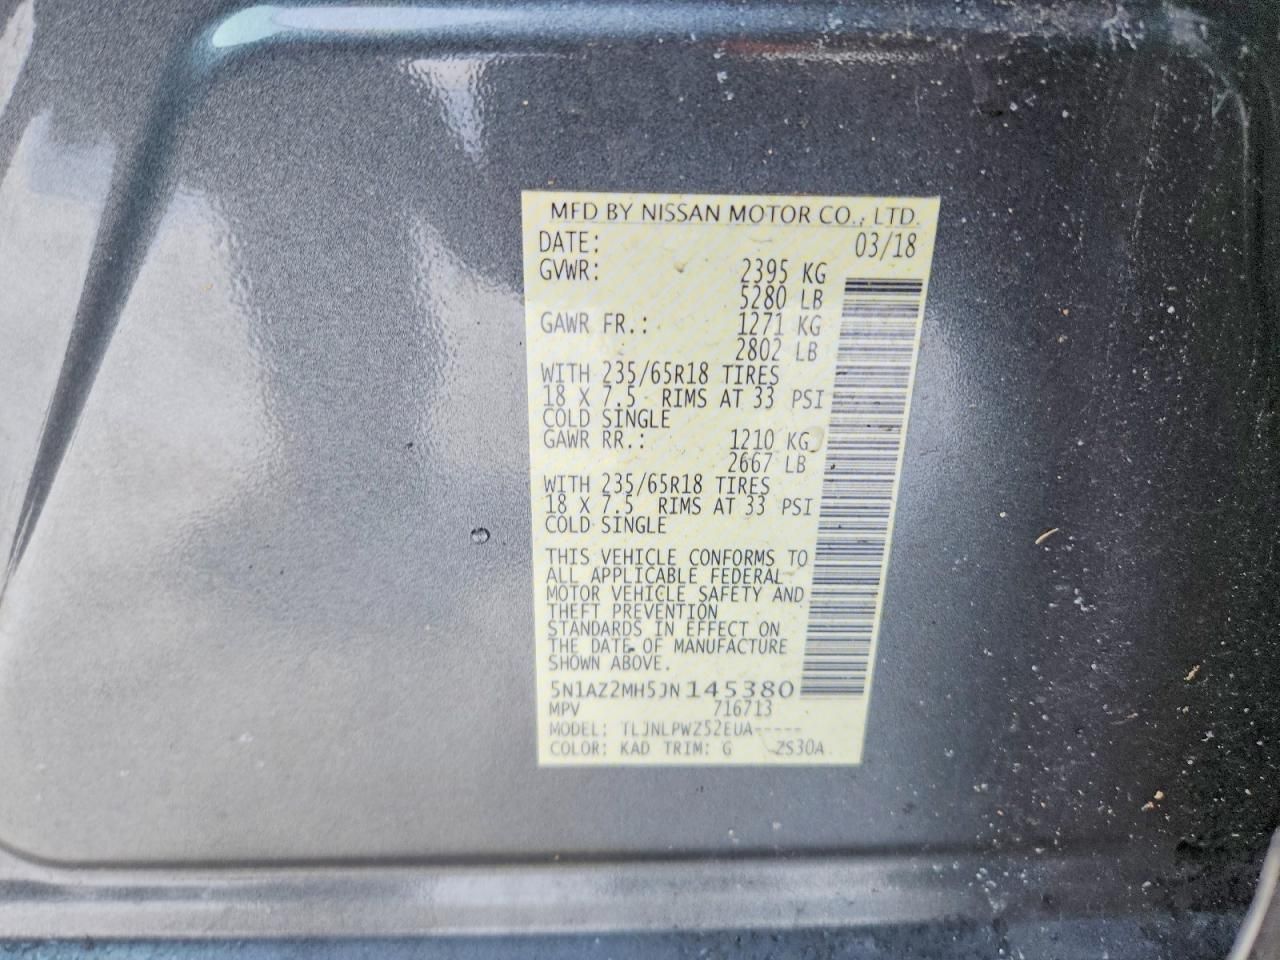 MFD BY NISSAN MOTOR CO., LTD.
DATE: 03/18
GVWR: 2395 KG
5280 LB
GAWR FR.: 1271 KG
2802 LB
WITH 235/65R18 TIRES
18 X 7.5 RIMS AT 33 PSI
COLD SINGLE
GAWR RR.: 1210 KG
2667 LB
WITH 235/65R18 TIRES
18 X 7.5 RIMS AT 33 PSI
COLD SINGLE
THIS VEHICLE CONFORMS TO
ALL APPLICABLE FEDERAL
MOTOR VEHICLE SAFETY AND
THEFT PREVENTION
STANDARDS IN EFFECT ON
THE DATE OF MANUFACTURE
SHOWN ABOVE.
5N1AZ2MH5JN145380
MPV 716713
MODEL: TLJNLPWZ52EUA-----
COLOR: KAD TRIM: G ZS30A